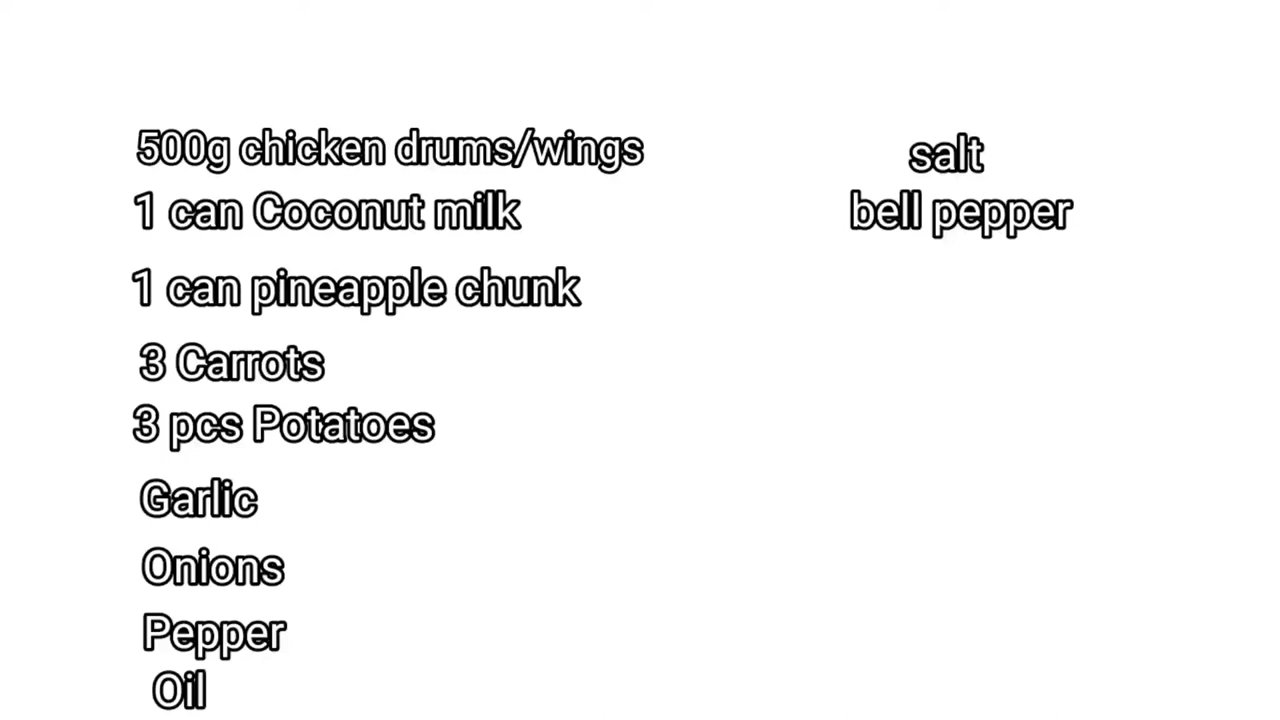 500g chicken drums/wings
1 can Coconut milk
1 can pineapple chunk
3 Carrots
3 pcs Potatoes
Garlic
Onions
Pepper
Oil
salt
bell pepper